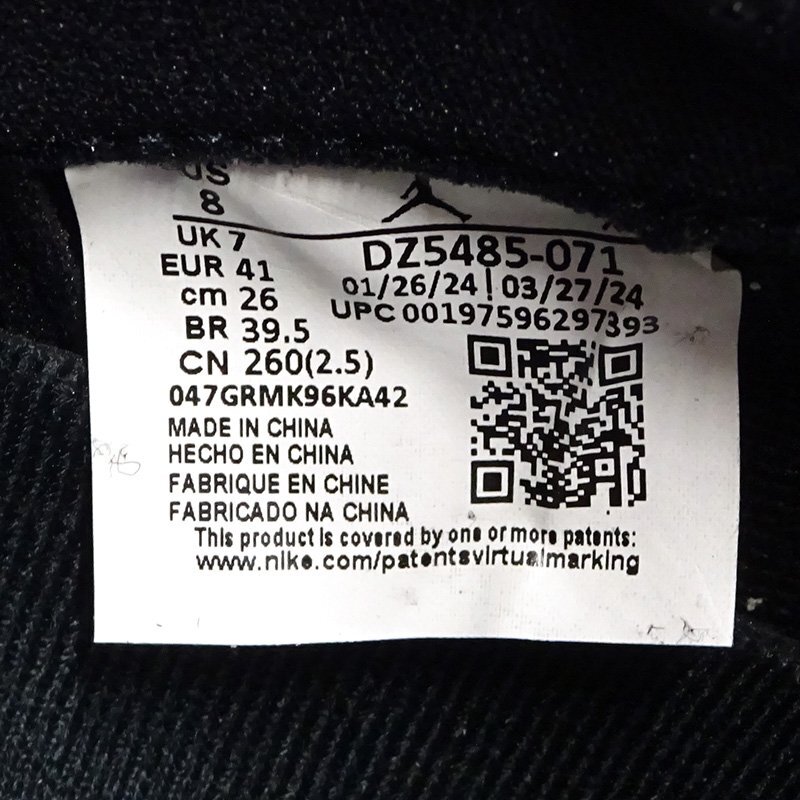 US
8
UK 7
EUR 41
cm 26
BR 39.5
CN 260(2.5)
047GRMK96KA42
DZ5485-071
01/26/24 | 03/27/24
UPC 00197596297393
MADE IN CHINA
HECHO EN CHINA
FABRIQUE EN CHINE
FABRICADO NA CHINA
This product is covered by one or more patents:
www.nike.com/patentsvirtualmarking